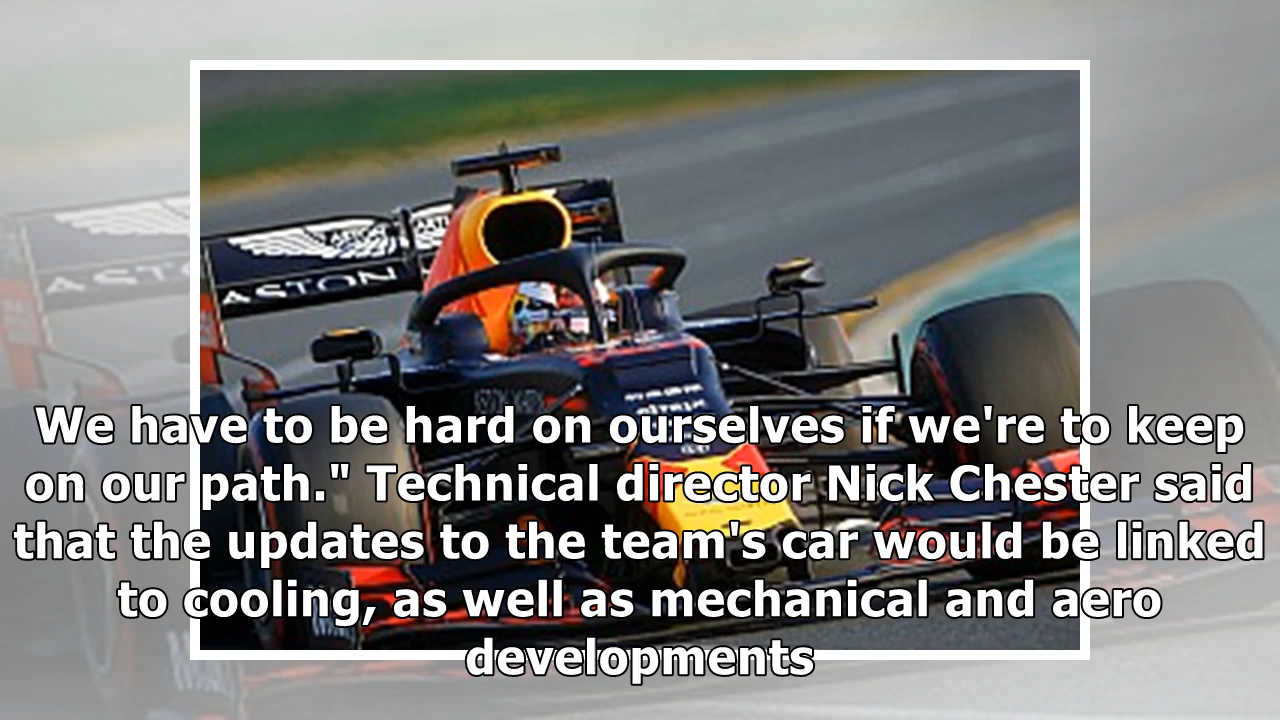 ASTON
ASTON
We have to be hard on ourselves if we're to keep
on our path." Technical director Nick Chester said
that the updates to the team's car would be linked
to cooling, as well as mechanical and aero
developments